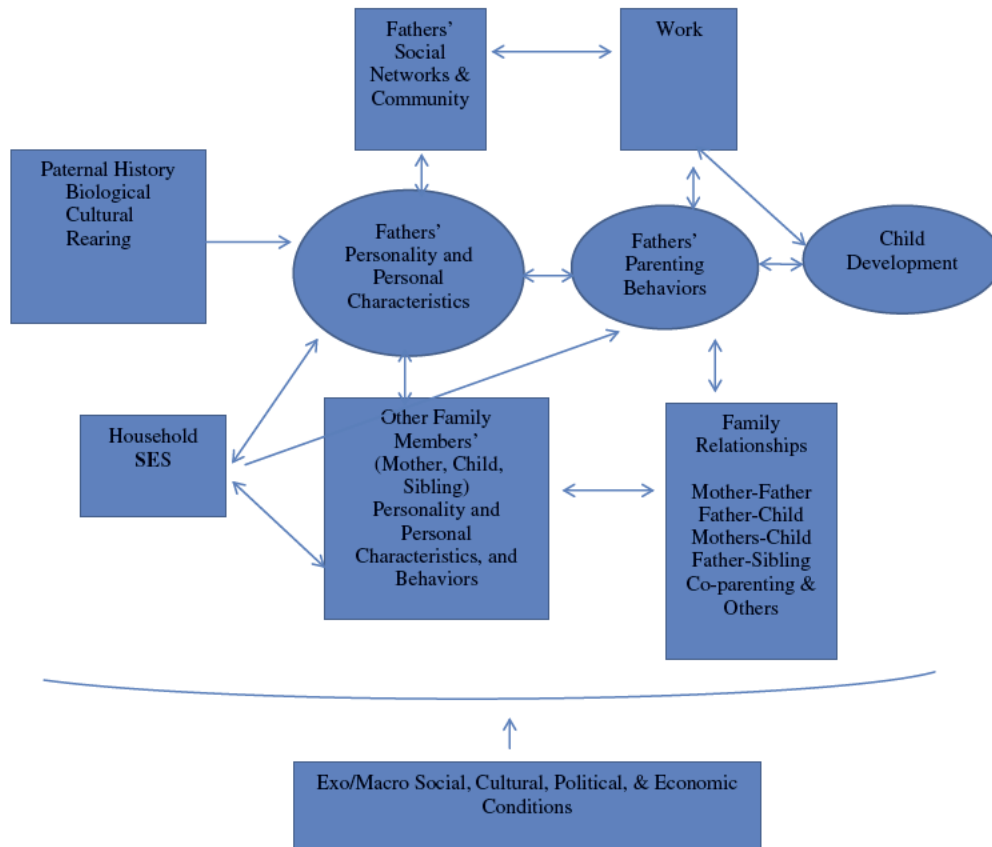 Fathers'
Social
Networks &
Community
Work
Paternal History
Biological
Cultural
Rearing
Fathers'
Personality and
Personal
Characteristics
Fathers'
Parenting
Behaviors
Child
Development
Household
SES
Other Family
Members'
(Mother, Child,
Sibling)
Personality and
Personal
Characteristics, and
Behaviors
Family
Relationships
Mother-Father
Father-Child
Mothers-Child
Father-Sibling
Co-parenting &
Others
Exo/Macro Social, Cultural, Political, & Economic
Conditions